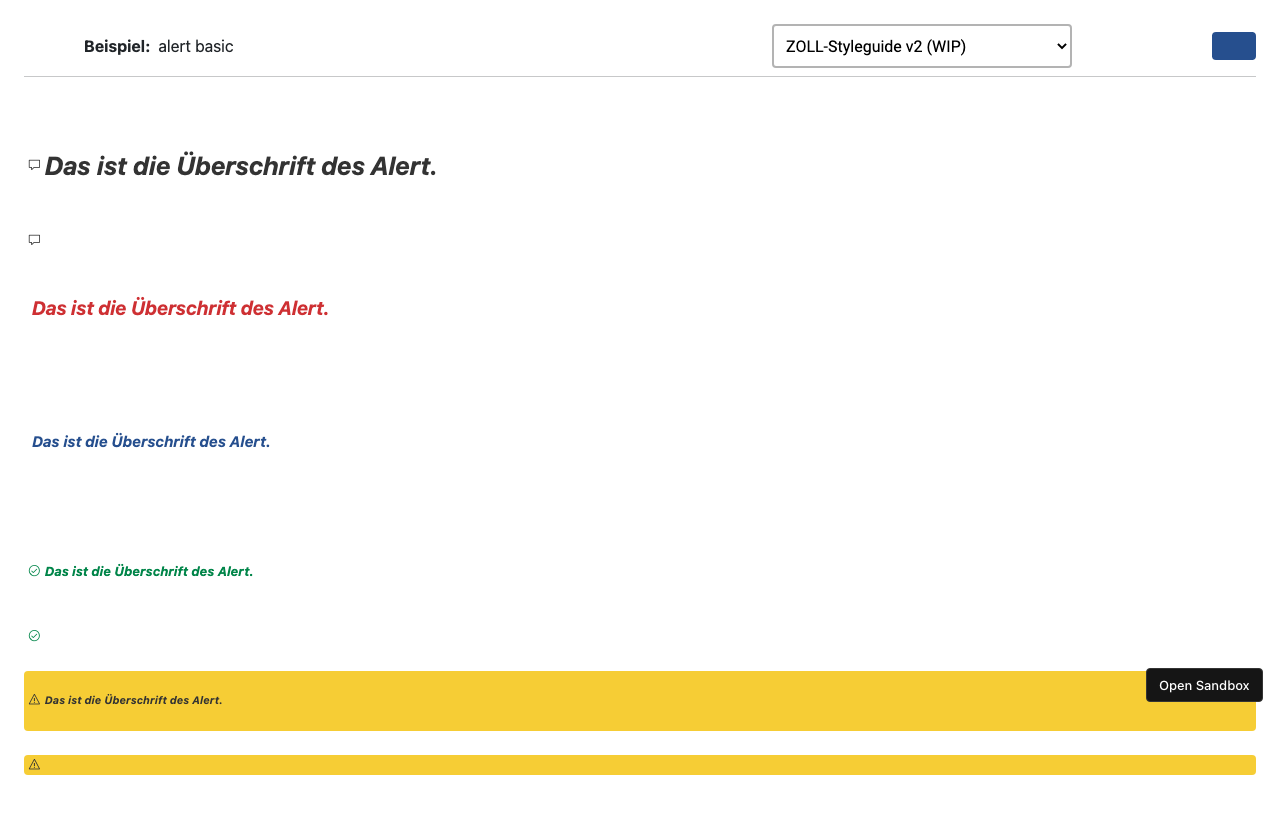 Beispiel: alert basic
ZOLL-Styleguide v2 (WIP)
Das ist die Überschrift des Alert.
Das ist die Überschrift des Alert.
Das ist die Überschrift des Alert.
Das ist die Überschrift des Alert.
Das ist die Überschrift des Alert.
Open Sandbox